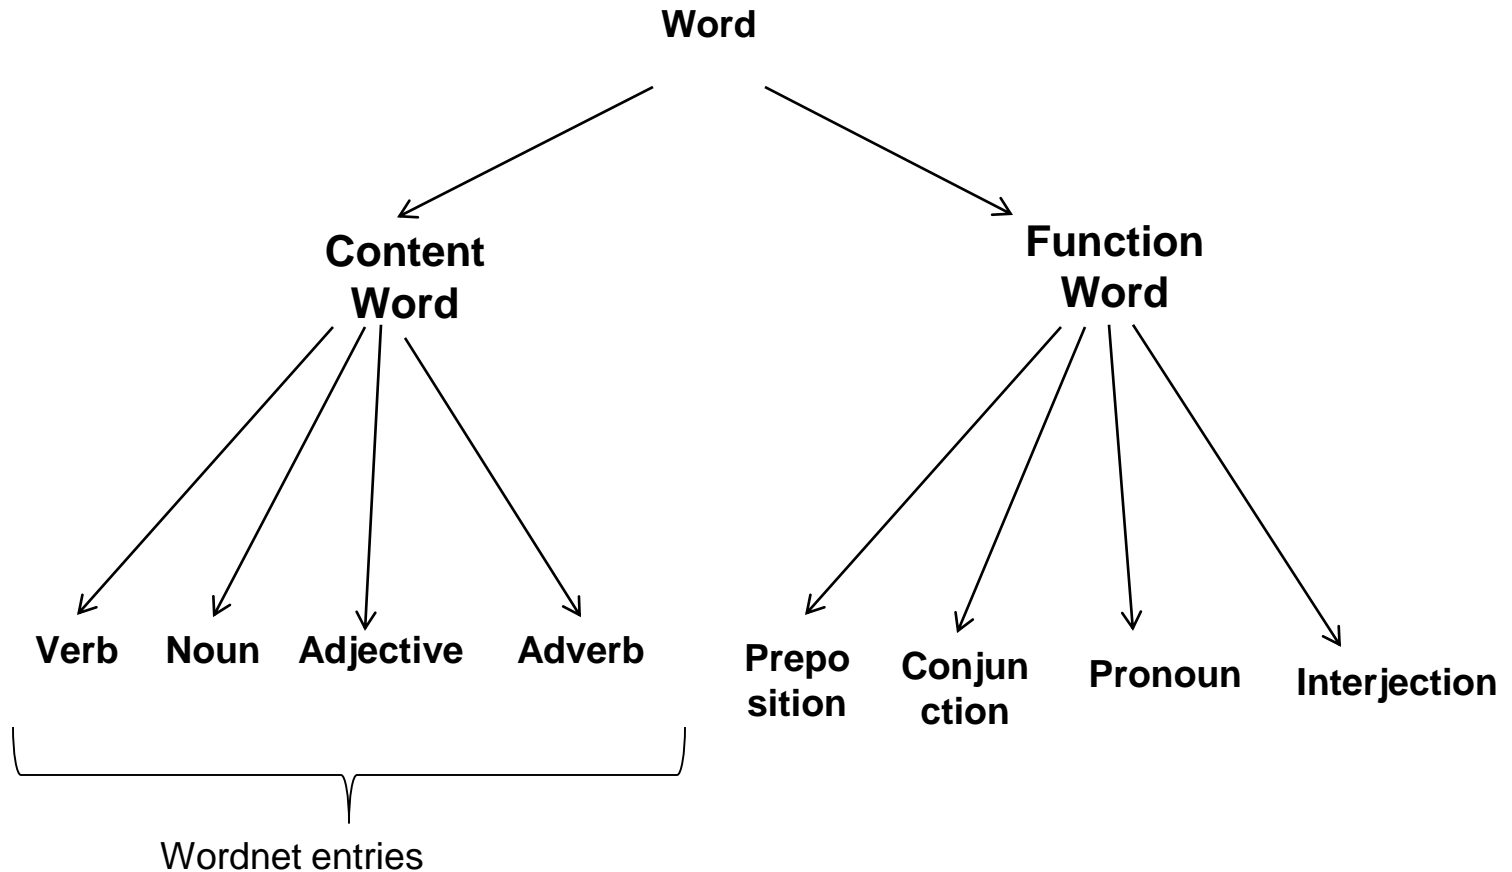 Word
Content
Word
Function
Word
Verb
Noun
Adjective
Adverb
Prepo
sition
Conjun
ction
Pronoun
Interjection
Wordnet entries